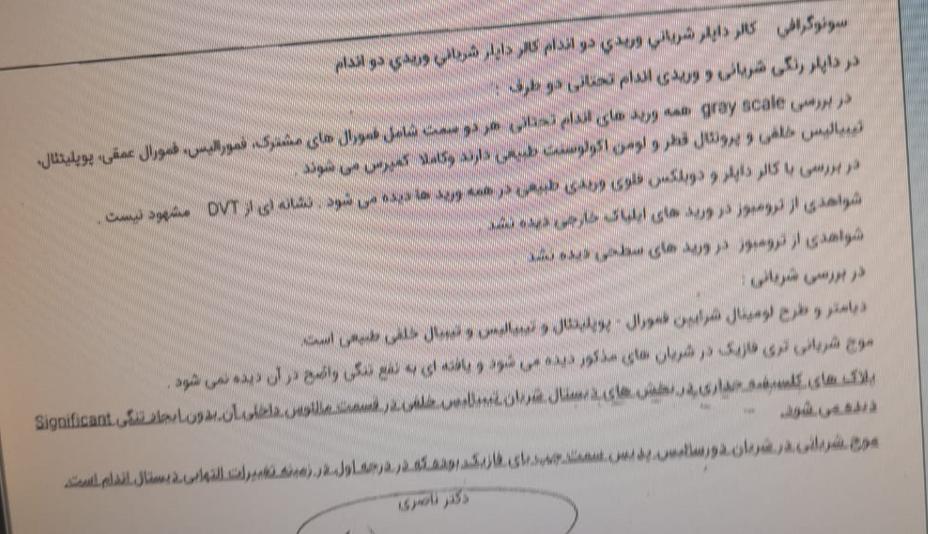 سونوگرافی کالر داپلر شریانی وریدی دو اندام کالر داپلر شریانی وریدی دو اندام
در داپلر رنگی شریانی و وریدی اندام تحتانی دو طرف :
در بررسی gray scale همه ورید های اندام تحتانی هر دو سمت شامل فمورال های مشترک، فمورالیس، فمورال عمقی، پوپلیتئال،
تیبیالیس خلفی و پرونئال قطر و لومن اکولوسنت طبیعی دارند وکاملا کمپرس می شوند .
در بررسی با کالر داپلر و دوپلکس فلوی وریدی طبیعی در همه ورید ها دیده می شود . نشانه ای از DVT مشهود نیست .
شواهدی از ترومبوز در ورید های ایلیاک خارجی دیده نشد
شواهدی از ترومبوز در ورید های سطحی دیده نشد
در بررسی شریانی :
دیامتر و طرح لومینال شرایین فمورال - پوپلیتئال و تیبیالیس و تیبیال خلفی طبیعی است.
موج شریانی تری فازیک در شریان های مذکور دیده می شود و یافته ای به نفع تنگی واضح در آن دیده نمی شود .
پلاک های کلسیفیه جداری در بخش های دیستال شریان تیبیالیس خلفی در قسمت مالئوس داخلی آن بدون ایجاد تنگی Significant
دیده می شود.
موج شریانی در شریان دورسالیس پدیس سمت چپ بای فازیک بوده که در درجه اول در زمینه تغییرات التهابی دیستال اندام است.
دکتر ناصری